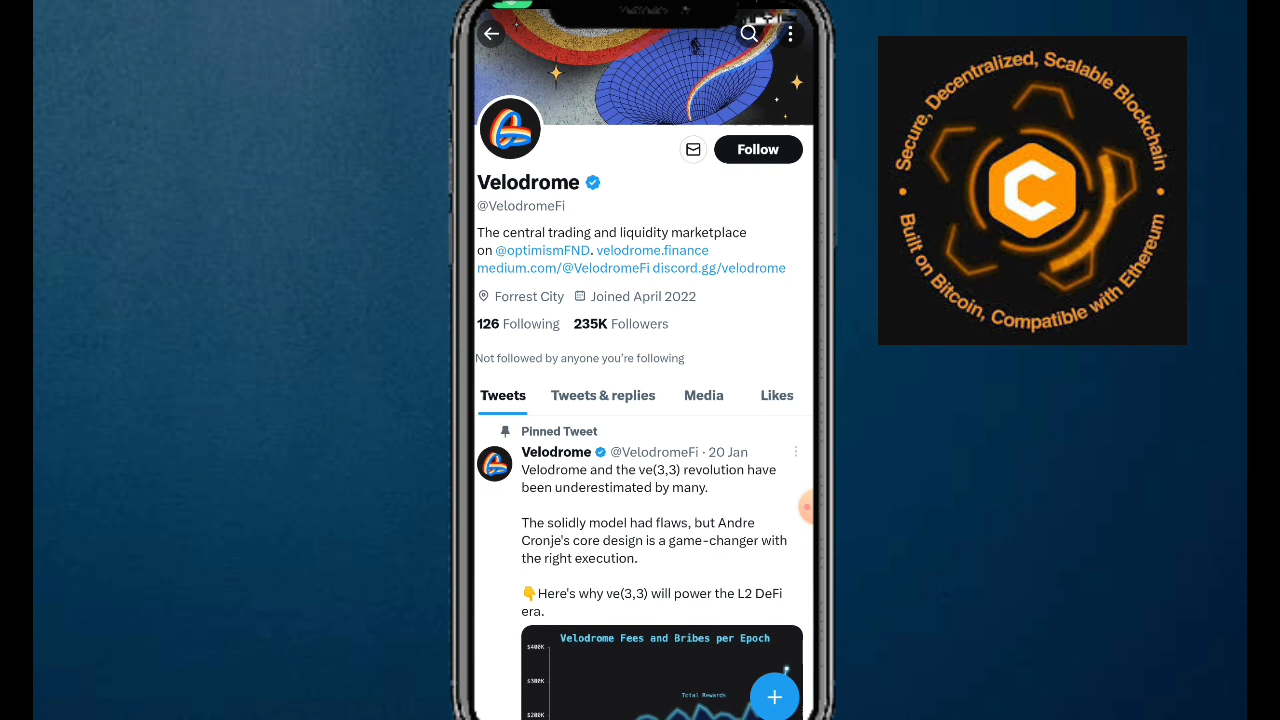 Follow
Velodrome
@VelodromeFi
The central trading and liquidity marketplace
on @optimismFND. velodrome.finance
medium.com/@VelodromeFi discord.gg/velodrome
Forrest City Joined April 2022
126 Following 235K Followers
Not followed by anyone you're following
Tweets Tweets & replies Media Likes
Pinned Tweet
Velodrome @VelodromeFi · 20 Jan
Velodrome and the ve(3,3) revolution have
been underestimated by many.
The solidly model had flaws, but Andre
Cronje's core design is a game-changer with
the right execution.
👇Here's why ve(3,3) will power the L2 DeFi
era.
Velodrome Fees and Bribes per Epoch
$400K
$300K
Total Rewards
$200K
Secure, Decentralized, Scalable Blockchain
• Built on Bitcoin, Compatible with Ethereum •